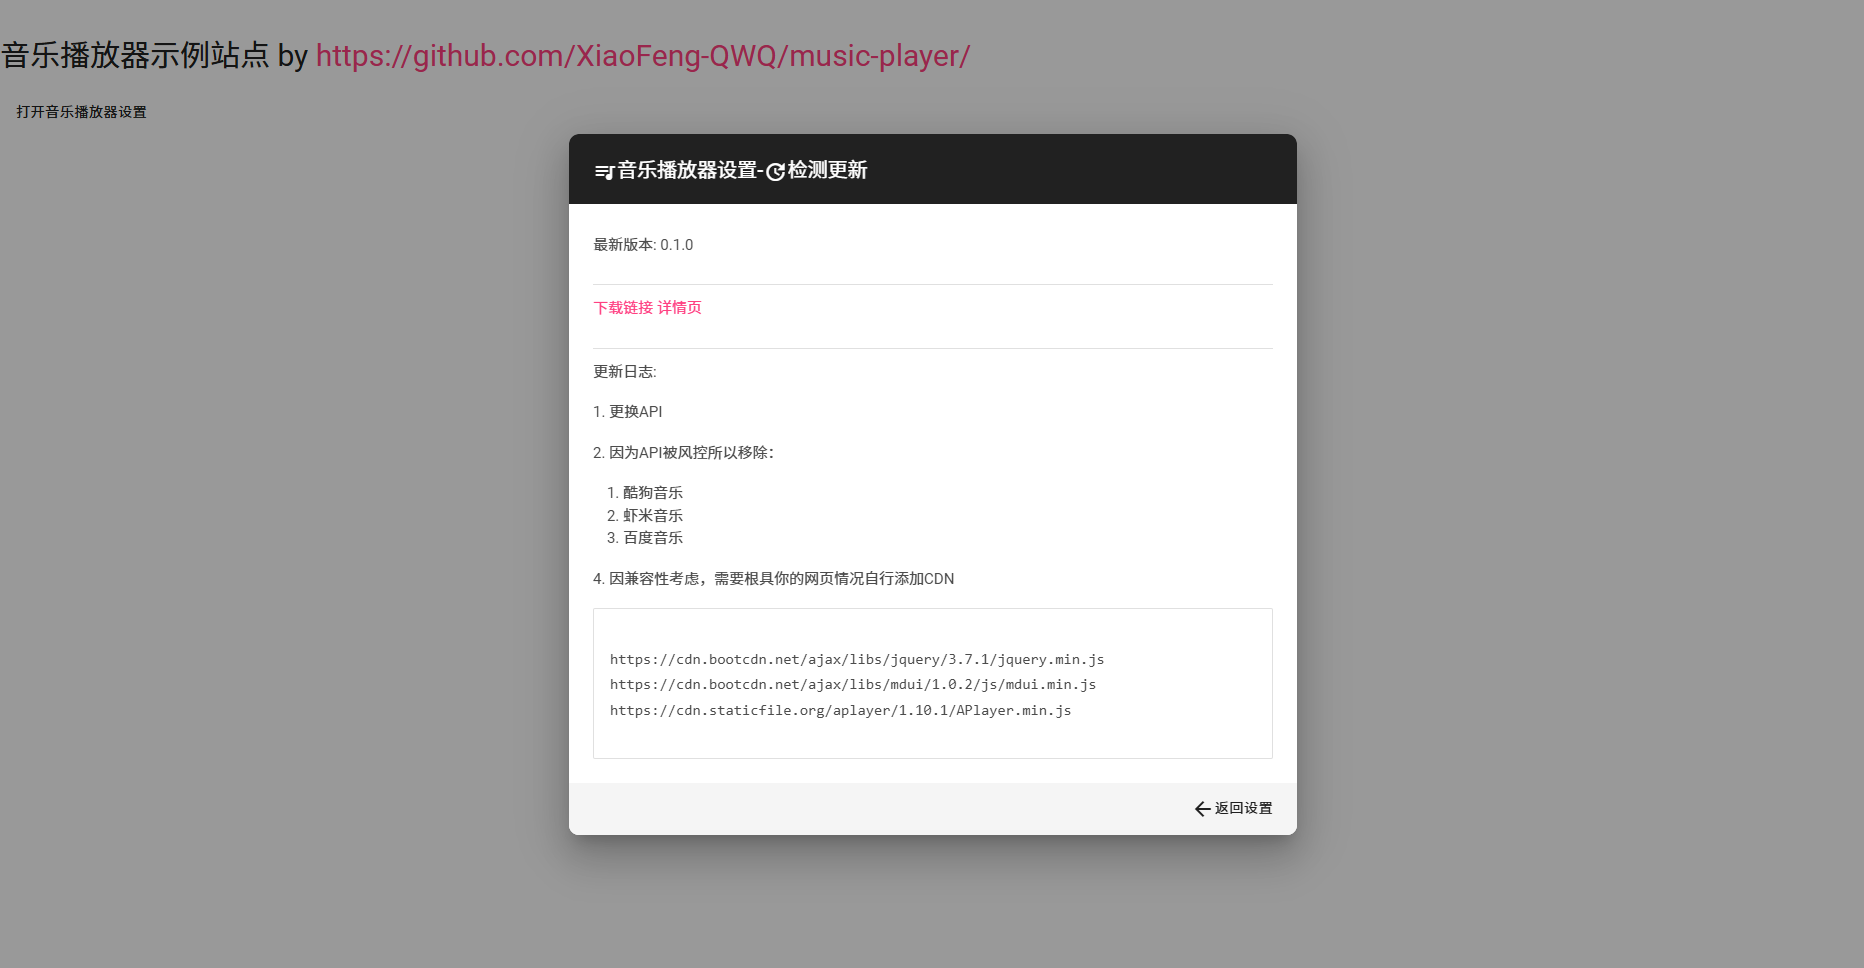 音乐播放器示例站点 by https://github.com/XiaoFeng-QWQ/music-player/
打开音乐播放器设置
音乐播放器设置-检测更新
最新版本: 0.1.0
下载链接 详情页
更新日志:
1. 更换API
2. 因为API被风控所以移除：
1. 酷狗音乐
2. 虾米音乐
3. 百度音乐
4. 因兼容性考虑，需要根具你的网页情况自行添加CDN
https://cdn.bootcdn.net/ajax/libs/jquery/3.7.1/jquery.min.js
https://cdn.bootcdn.net/ajax/libs/mdui/1.0.2/js/mdui.min.js
https://cdn.staticfile.org/aplayer/1.10.1/APlayer.min.js
返回设置